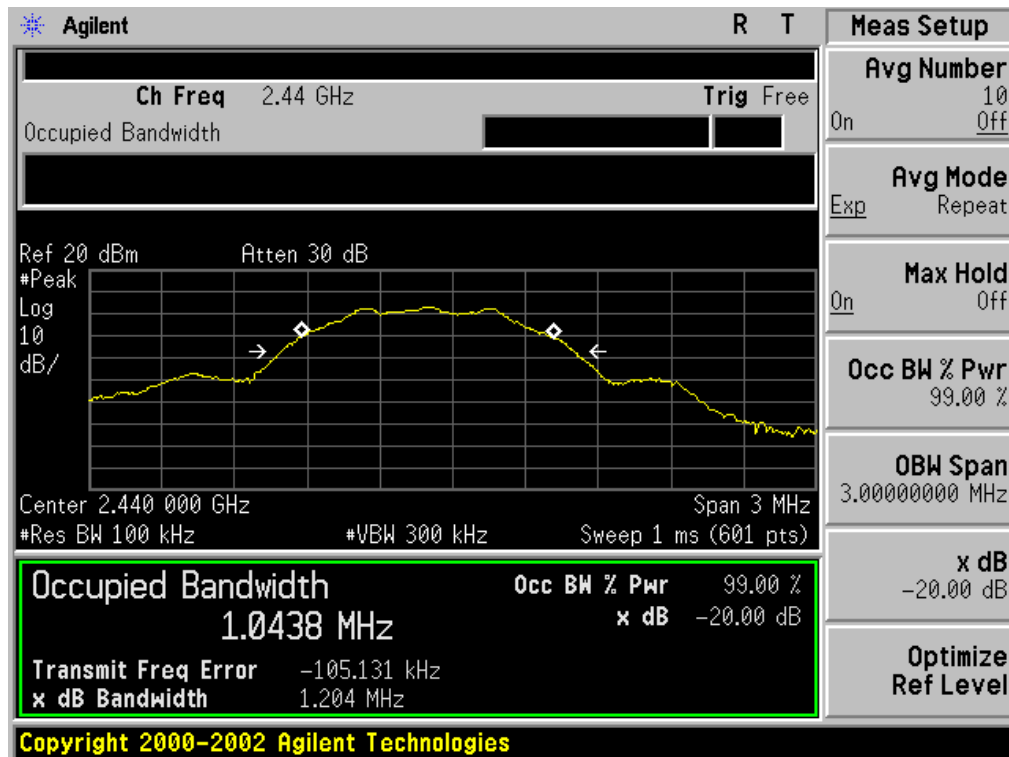 Agilent R T
Ch Freq 2.44 GHz Trig Free
Occupied Bandwidth
Ref 20 dBm Atten 30 dB
#Peak
Log
10
dB/
Center 2.440 000 GHz Span 3 MHz
#Res BW 100 kHz #VBW 300 kHz Sweep 1 ms (601 pts)
Occupied Bandwidth Occ BW % Pwr 99.00 %
1.0438 MHz x dB -20.00 dB
Transmit Freq Error -105.131 kHz
x dB Bandwidth 1.204 MHz
Copyright 2000-2002 Agilent Technologies
Meas Setup
Avg Number
10
On Off
Avg Mode
Exp Repeat
Max Hold
On Off
Occ BW % Pwr
99.00 %
OBW Span
3.00000000 MHz
x dB
-20.00 dB
Optimize
Ref Level